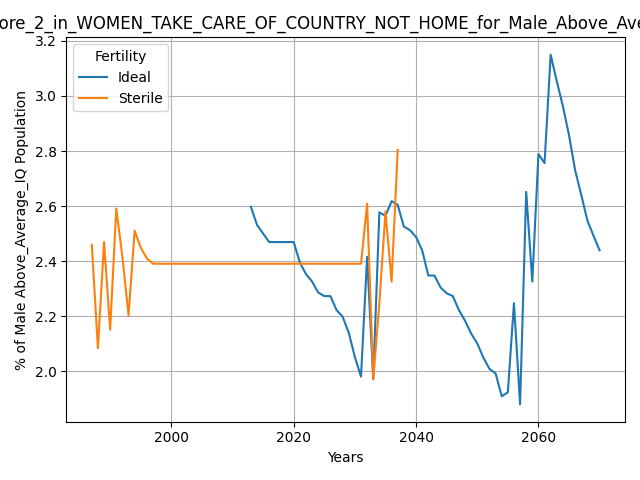 ore_2_in_WOMEN_TAKE_CARE_OF_COUNTRY_NOT_HOME_for_Male_Above_Ave
Fertility
Ideal
Sterile
% of Male Above_Average_IQ Population
3.2
3.0
2.8
2.6
2.4
2.2
2.0
2000 2020 2040 2060
Years